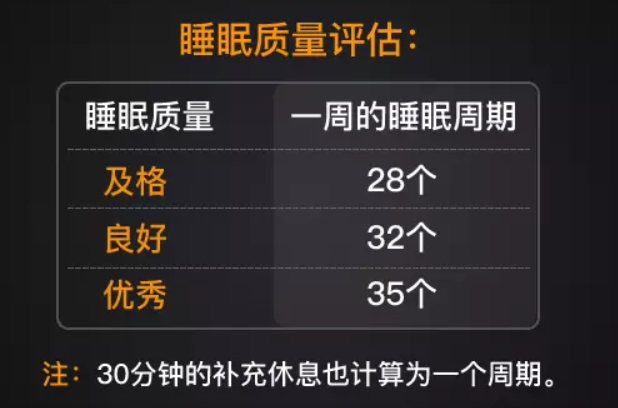 睡眠质量评估：
睡眠质量 一周的睡眠周期
及格 28个
良好 32个
优秀 35个
注：30分钟的补充休息也计算为一个周期。